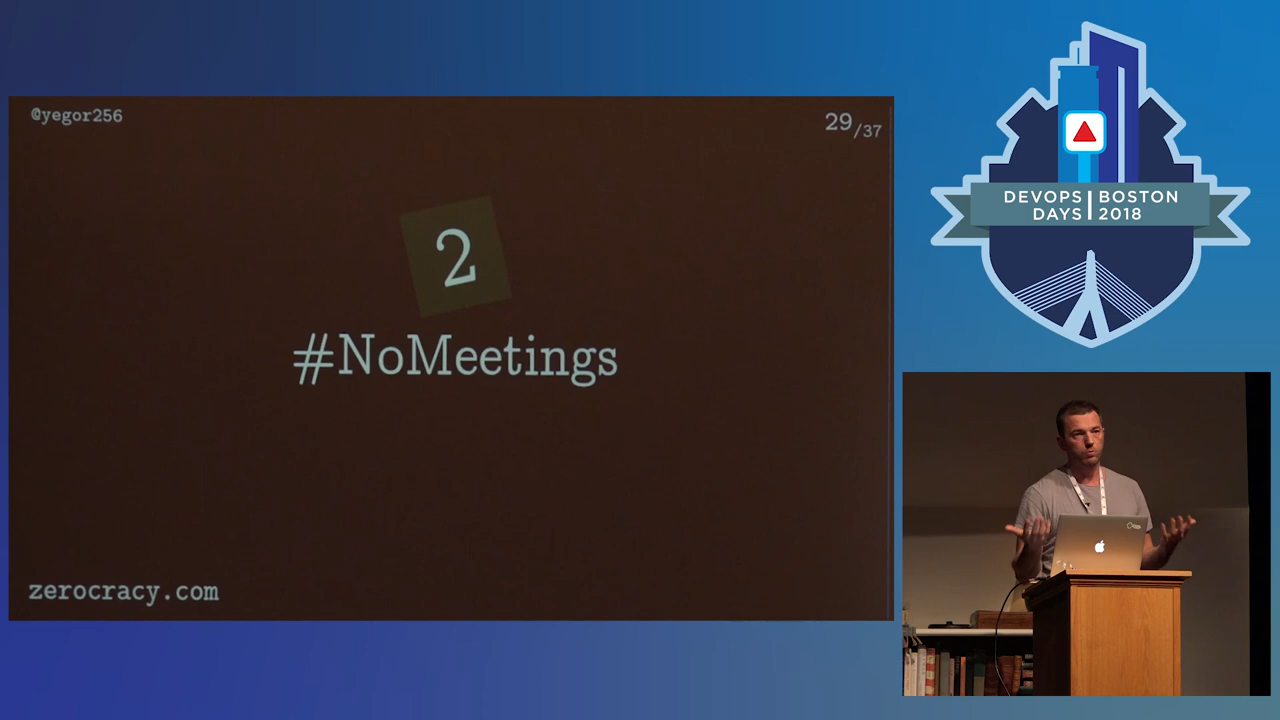 @yegor256
29/37
2
#NoMeetings
zerocracy.com
DEVOPS | BOSTON
DAYS | 2018